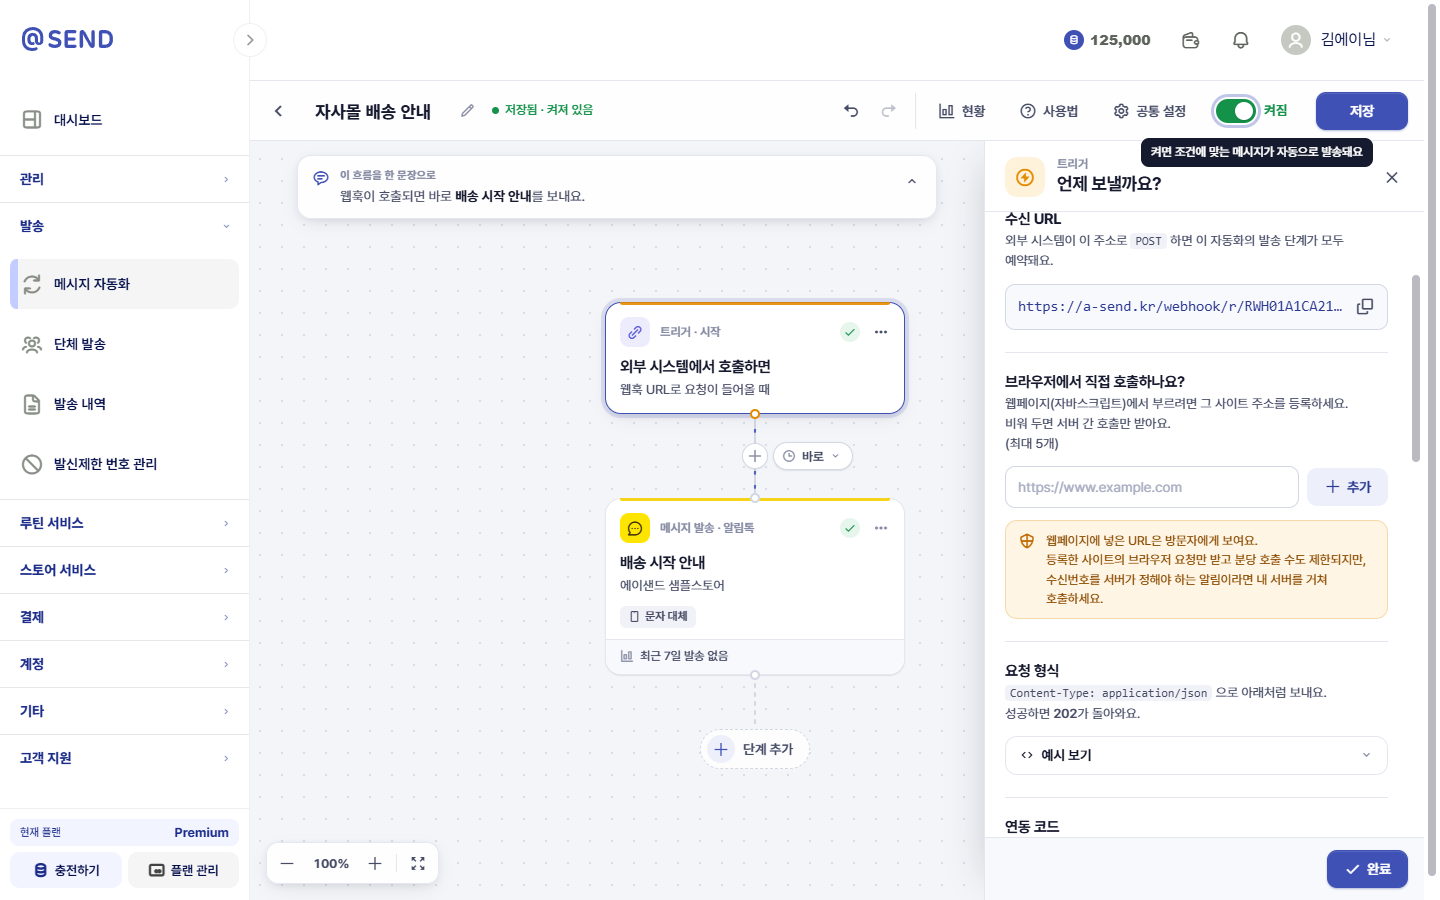 @SEND
125,000
김에이님
대시보드
관리
발송
메시지 자동화
단체 발송
발송 내역
발신제한 번호 관리
루틴 서비스
스토어 서비스
결제
계정
기타
고객 지원
현재 플랜
Premium
충전하기
플랜 관리
자사몰 배송 안내
저장됨 · 켜져 있음
현황
사용법
공통 설정
켜짐
저장
켜면 조건에 맞는 메시지가 자동으로 발송돼요
이 흐름을 한 문장으로
웹훅이 호출되면 바로 배송 시작 안내를 보내요.
트리거 · 시작
외부 시스템에서 호출하면
웹훅 URL로 요청이 들어올 때
바로
메시지 발송 · 알림톡
배송 시작 안내
에이샌드 샘플스토어
문자 대체
최근 7일 발송 없음
단계 추가
100%
트리거
언제 보낼까요?
수신 URL
외부 시스템이 이 주소로 POST 하면 이 자동화의 발송 단계가 모두
예약돼요.
https://a-send.kr/webhook/r/RWH01A1CA21…
브라우저에서 직접 호출하나요?
웹페이지(자바스크립트)에서 부르려면 그 사이트 주소를 등록하세요.
비워 두면 서버 간 호출만 받아요.
(최대 5개)
https://www.example.com
추가
웹페이지에 넣은 URL은 방문자에게 보여요.
등록한 사이트의 브라우저 요청만 받고 분당 호출 수도 제한되지만,
수신번호를 서버가 정해야 하는 알림이라면 내 서버를 거쳐
호출하세요.
요청 형식
Content-Type: application/json 으로 아래처럼 보내요.
성공하면 202가 돌아와요.
예시 보기
연동 코드
완료